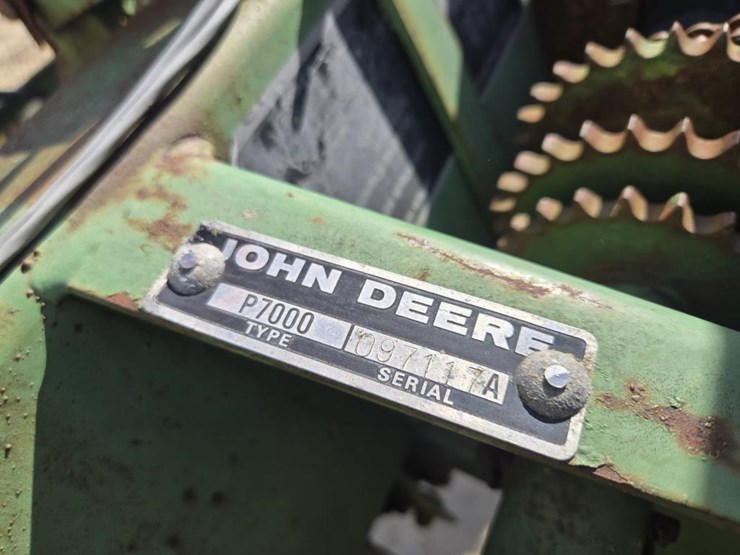 JOHN DEERE
P7000 097117A
TYPE SERIAL